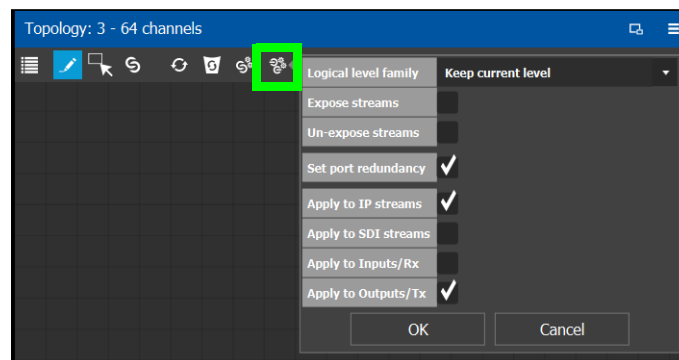 Topology: 3 - 64 channels
Logical level family Keep current level
Expose streams
Un-expose streams
Set port redundancy
Apply to IP streams
Apply to SDI streams
Apply to Inputs/Rx
Apply to Outputs/Tx
OK Cancel